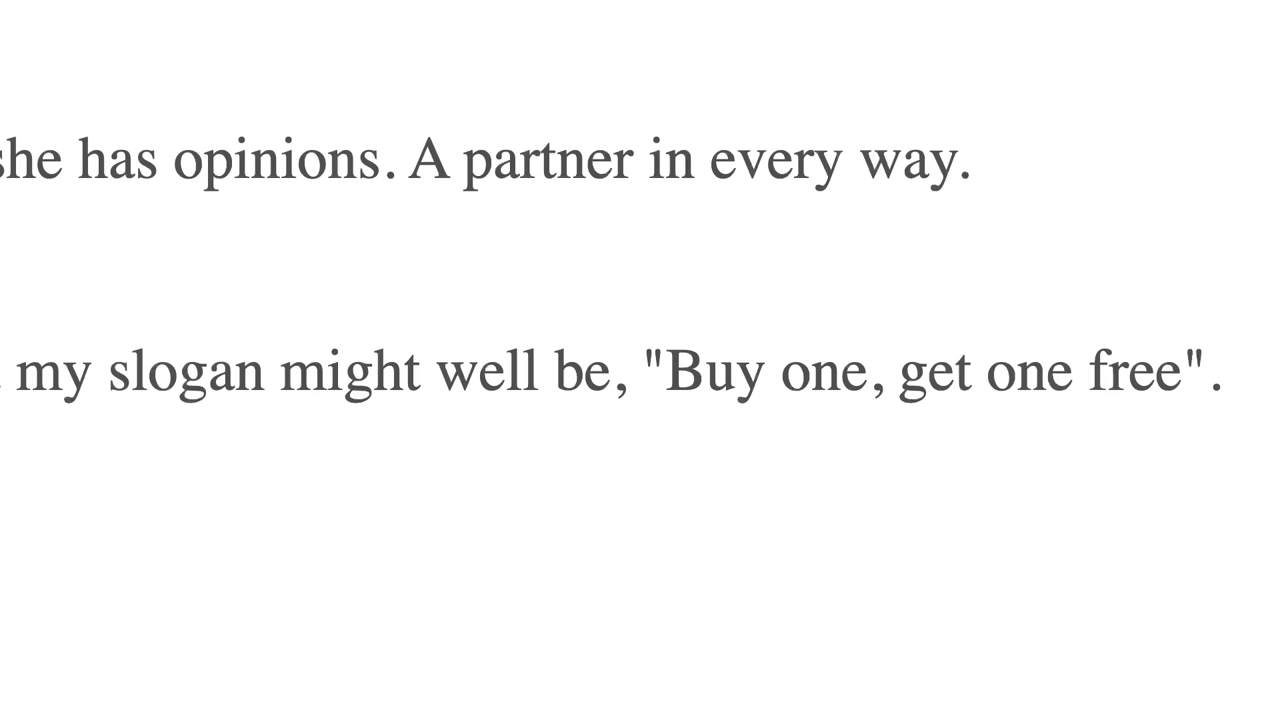 she has opinions. A partner in every way.
my slogan might well be, "Buy one, get one free".